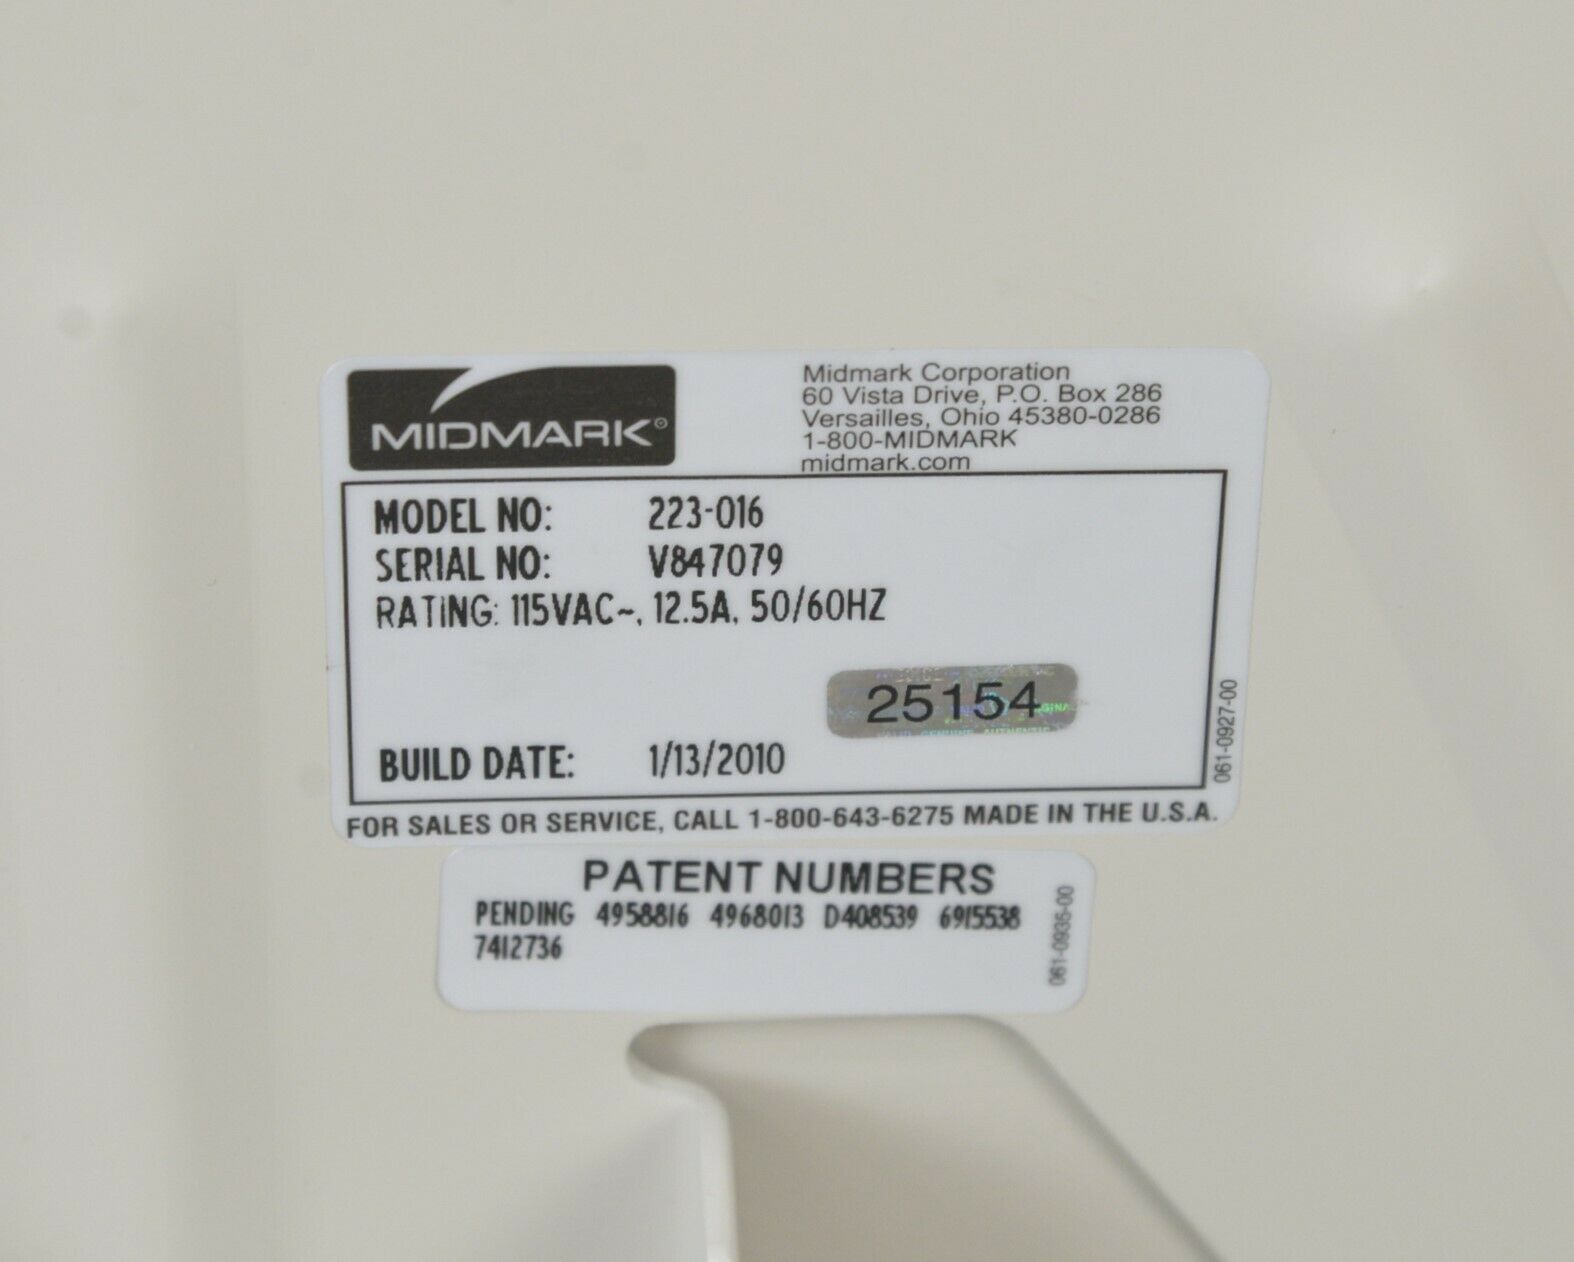 MIDMARK®
Midmark Corporation
60 Vista Drive, P.O. Box 286
Versailles, Ohio 45380-0286
1-800-MIDMARK
midmark.com
MODEL NO: 223-016
SERIAL NO: V847079
RATING: 115VAC~, 12.5A, 50/60HZ
25154
BUILD DATE: 1/13/2010
061-0927-00
FOR SALES OR SERVICE, CALL 1-800-643-6275 MADE IN THE U.S.A.
PATENT NUMBERS
PENDING 4958816 4968013 D408539 6915538
7412736
061-0935-00